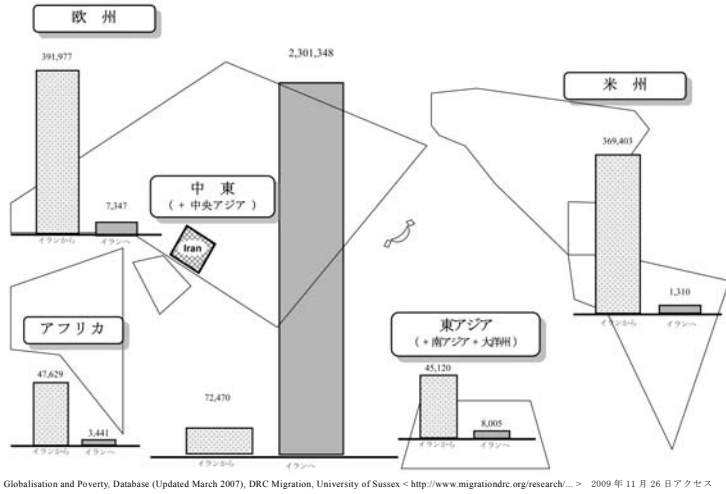 欧 州
391,977
7,347
イランから
イランへ
2,301,348
中 東
( + 中央アジア )
Iran
72,470
イランから
イランへ
米 州
369,403
1,310
イランから
イランへ
アフリカ
47,629
3,441
イランから
イランへ
東アジア
( + 南アジア + 大洋州 )
45,120
8,005
イランから
イランへ
Globalisation and Poverty, Database (Updated March 2007), DRC Migration, University of Sussex < http://www.migrationdrc.org/research/... > 2009 年 11 月 26 日アクセス